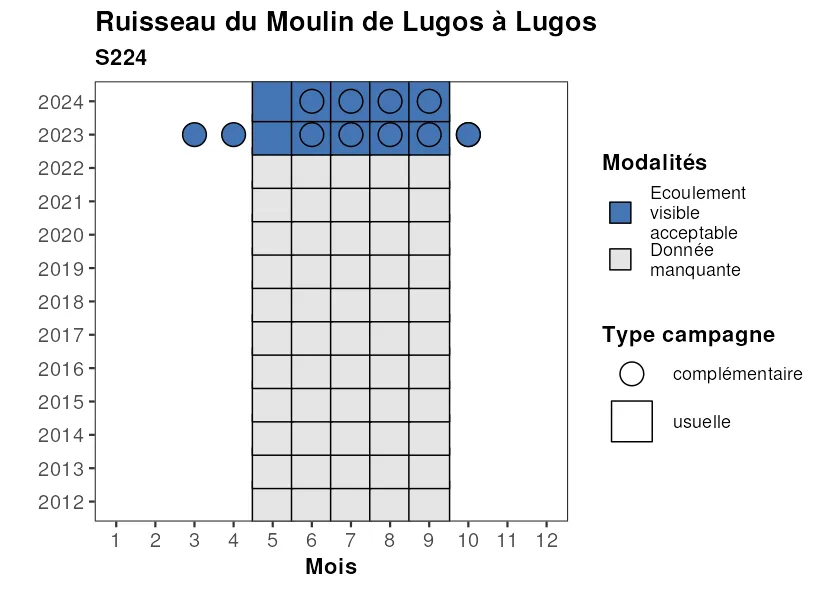 Ruisseau du Moulin de Lugos à Lugos
S224
2024
2023
2022
2021
2020
2019
2018
2017
2016
2015
2014
2013
2012
1 2 3 4 5 6 7 8 9 10 11 12
Mois
Modalités
Ecoulement
visible
acceptable
Donnée
manquante
Type campagne
complémentaire
usuelle